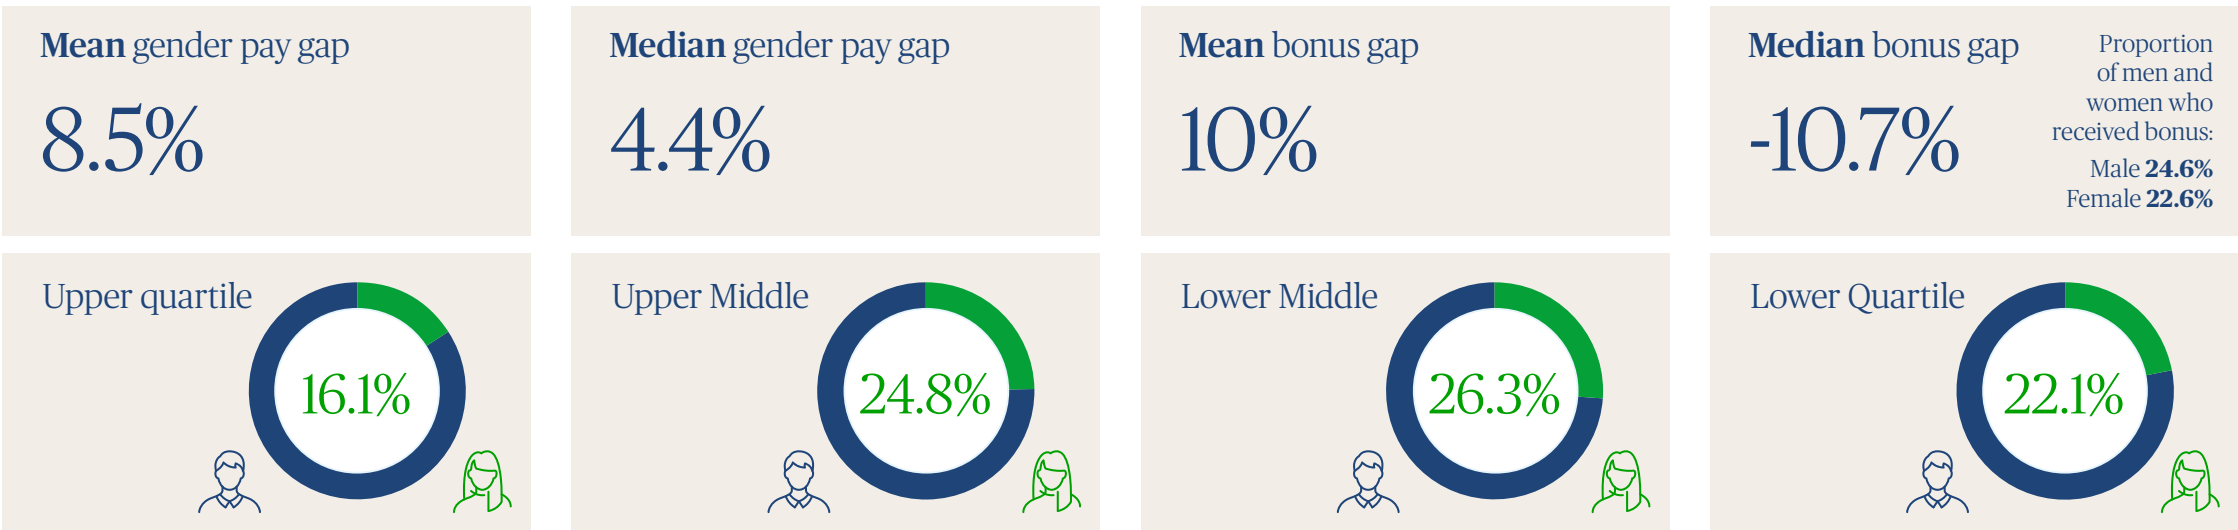 Mean gender pay gap
8.5%
Median gender pay gap
4.4%
Mean bonus gap
10%
Median bonus gap
-10.7%
Proportion
of men and
women who
received bonus:
Male 24.6%
Female 22.6%
Upper quartile
16.1%
Upper Middle
24.8%
Lower Middle
26.3%
Lower Quartile
22.1%